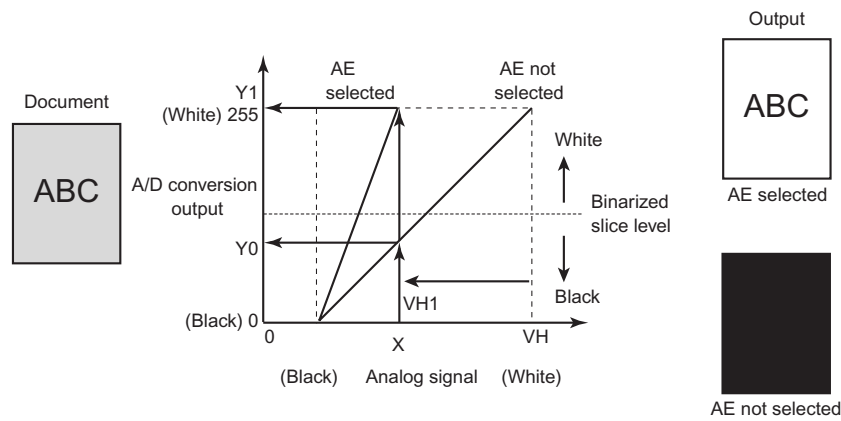 Document
ABC
AE
selected
AE not
selected
Y1
(White) 255
A/D conversion
output
Y0
(Black) 0
0
X
VH
VH1
(Black)
Analog signal
(White)
White
Binarized
slice level
Black
Output
ABC
AE selected
AE not selected